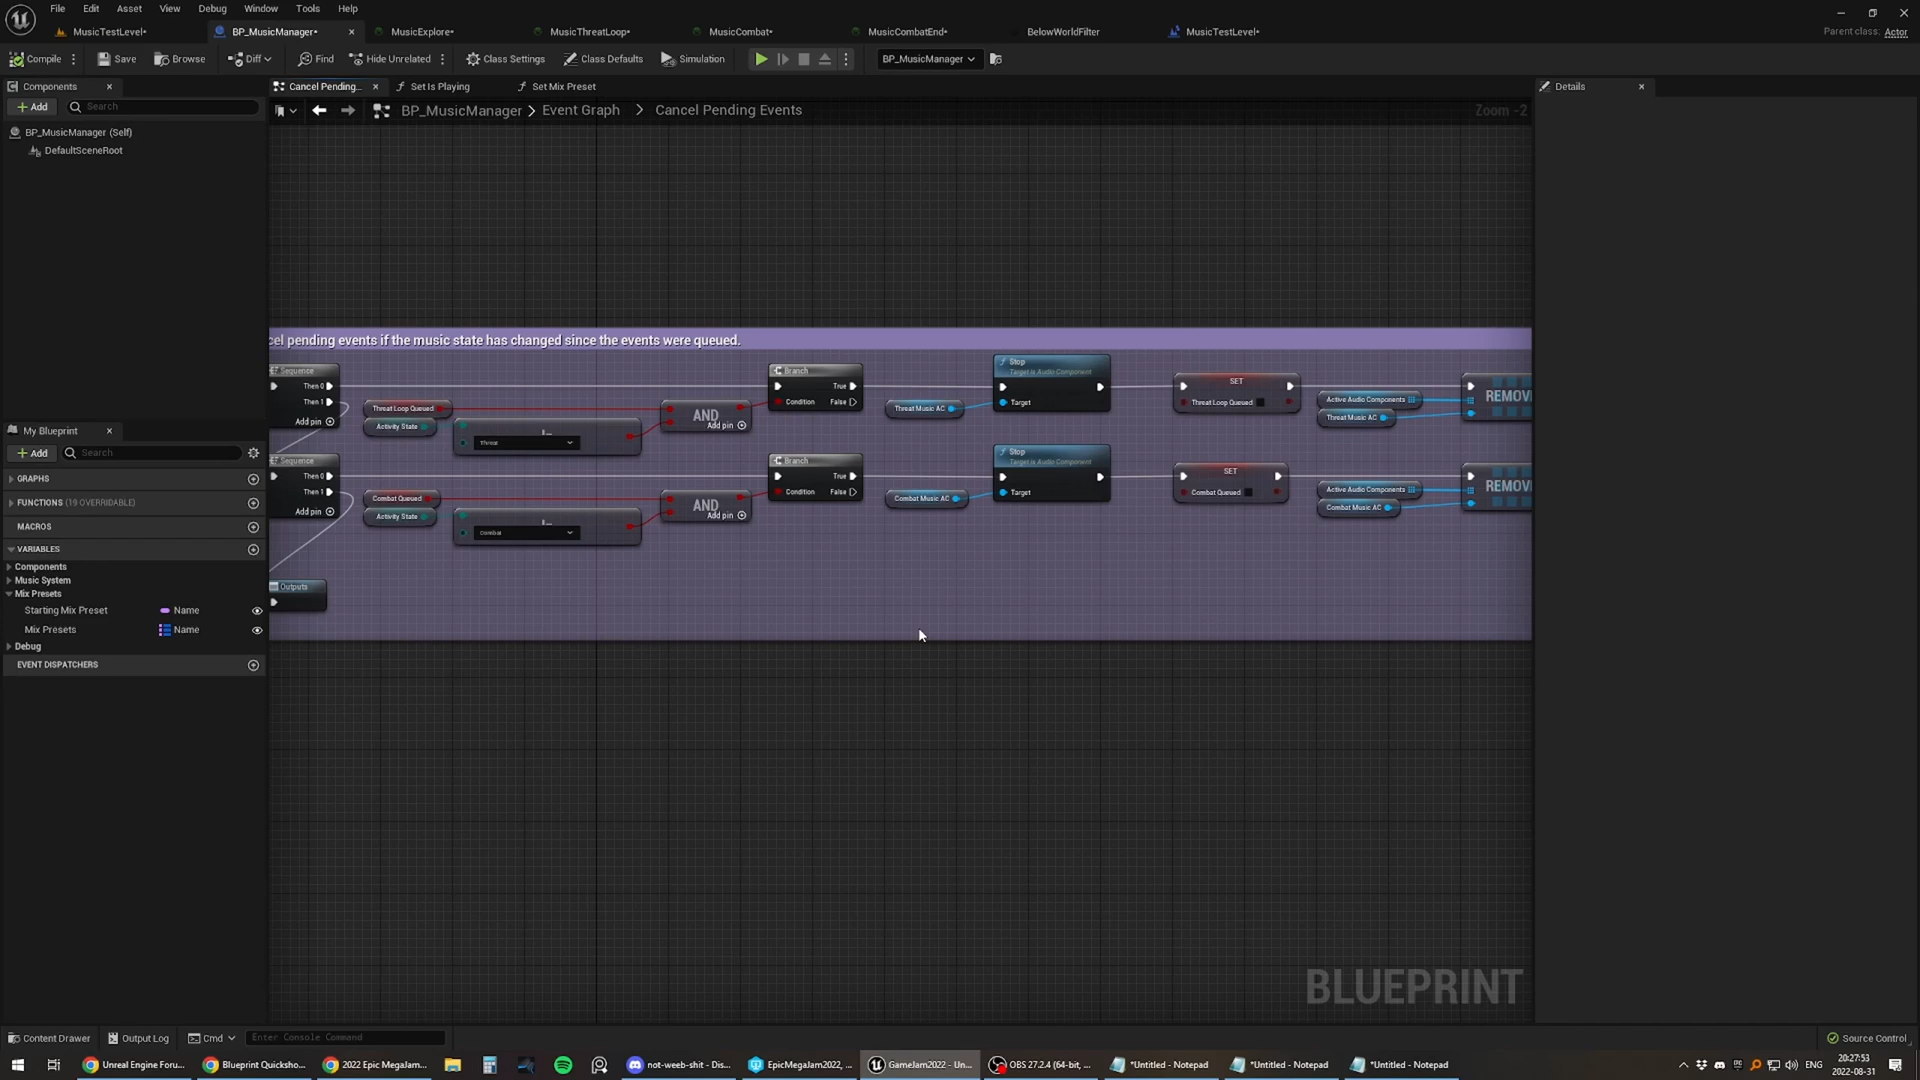 File Edit Asset View Debug Window Tools Help
MusicTestLevel•
BP_MusicManager•
MusicExplore•
MusicThreatLoop•
MusicCombat•
MusicCombatEnd•
BelowWorldFilter
MusicTestLevel•
Parent class: Actor
Compile
Save
Browse
Diff
Find
Hide Unrelated
Class Settings
Class Defaults
Simulation
BP_MusicManager
Components
Cancel Pending...
Set Is Playing
Set Mix Preset
Details
Add
Search
BP_MusicManager > Event Graph > Cancel Pending Events
Zoom -2
BP_MusicManager (Self)
DefaultSceneRoot
cel pending events if the music state has changed since the events were queued.
Sequence
Then 0
Then 1
Add pin
Threat Loop Queued
Activity State
Threat
AND
Add pin
Branch
True
Condition
False
Threat Music AC
Stop
Target is Audio Component
Target
SET
Threat Loop Queued
Active Audio Components
Threat Music AC
REMOV
Sequence
Then 0
Then 1
Add pin
Combat Queued
Activity State
Combat
AND
Add pin
Branch
True
Condition
False
Combat Music AC
Stop
Target is Audio Component
Target
SET
Combat Queued
Active Audio Components
Combat Music AC
REMOV
Outputs
My Blueprint
Add
Search
GRAPHS
FUNCTIONS (19 OVERRIDABLE)
MACROS
VARIABLES
Components
Music System
Mix Presets
Starting Mix Preset
Name
Mix Presets
Name
Debug
EVENT DISPATCHERS
BLUEPRINT
Content Drawer
Output Log
Cmd
Enter Console Command
Source Control
Unreal Engine Foru...
Blueprint Quicksho...
2022 Epic MegaJam...
not-weeb-shit - Dis...
EpicMegaJam2022, ...
GameJam2022 - Un...
OBS 27.2.4 (64-bit, ...
*Untitled - Notepad
*Untitled - Notepad
*Untitled - Notepad
ENG
20:27:53
2022-08-31